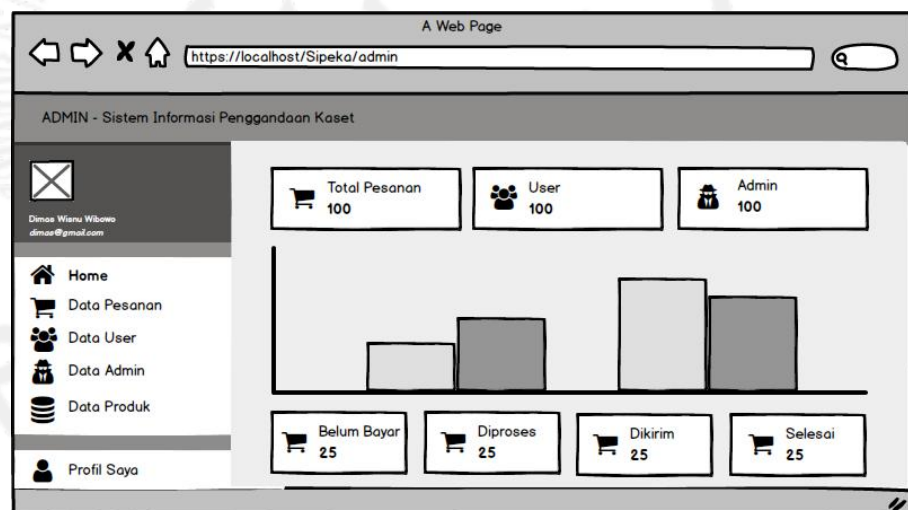 A Web Page
https://localhost/Sipeka/admin
ADMIN - Sistem Informasi Penggandaan Kaset
Dimas Wisnu Wibowo
dimas@gmail.com
Home
Data Pesanan
Data User
Data Admin
Data Produk
Profil Saya
Total Pesanan
100
User
100
Admin
100
Belum Bayar
25
Diproses
25
Dikirim
25
Selesai
25